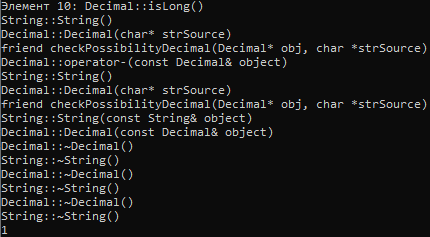 Элемент 10: Decimal::isLong()
String::String()
Decimal::Decimal(char* strSource)
friend checkPossibilityDecimal(Decimal* obj, char *strSource)
Decimal::operator-(const Decimal& object)
String::String()
Decimal::Decimal(char* strSource)
friend checkPossibilityDecimal(Decimal* obj, char *strSource)
String::String(const String& object)
Decimal::Decimal(const Decimal& object)
Decimal::~Decimal()
String::~String()
Decimal::~Decimal()
String::~String()
Decimal::~Decimal()
String::~String()
1